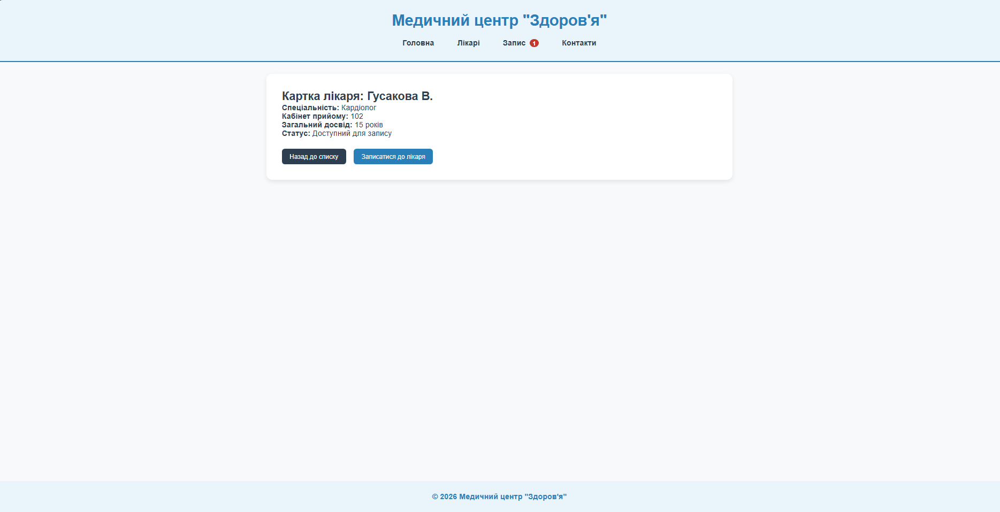 Медичний центр "Здоров'я"
Головна Лікарі Запис 1 Контакти
Картка лікаря: Гусакова В.
Спеціальність: Кардіолог
Кабінет прийому: 102
Загальний досвід: 15 років
Статус: Доступний для запису
Назад до списку Записатися до лікаря
© 2026 Медичний центр "Здоров'я"